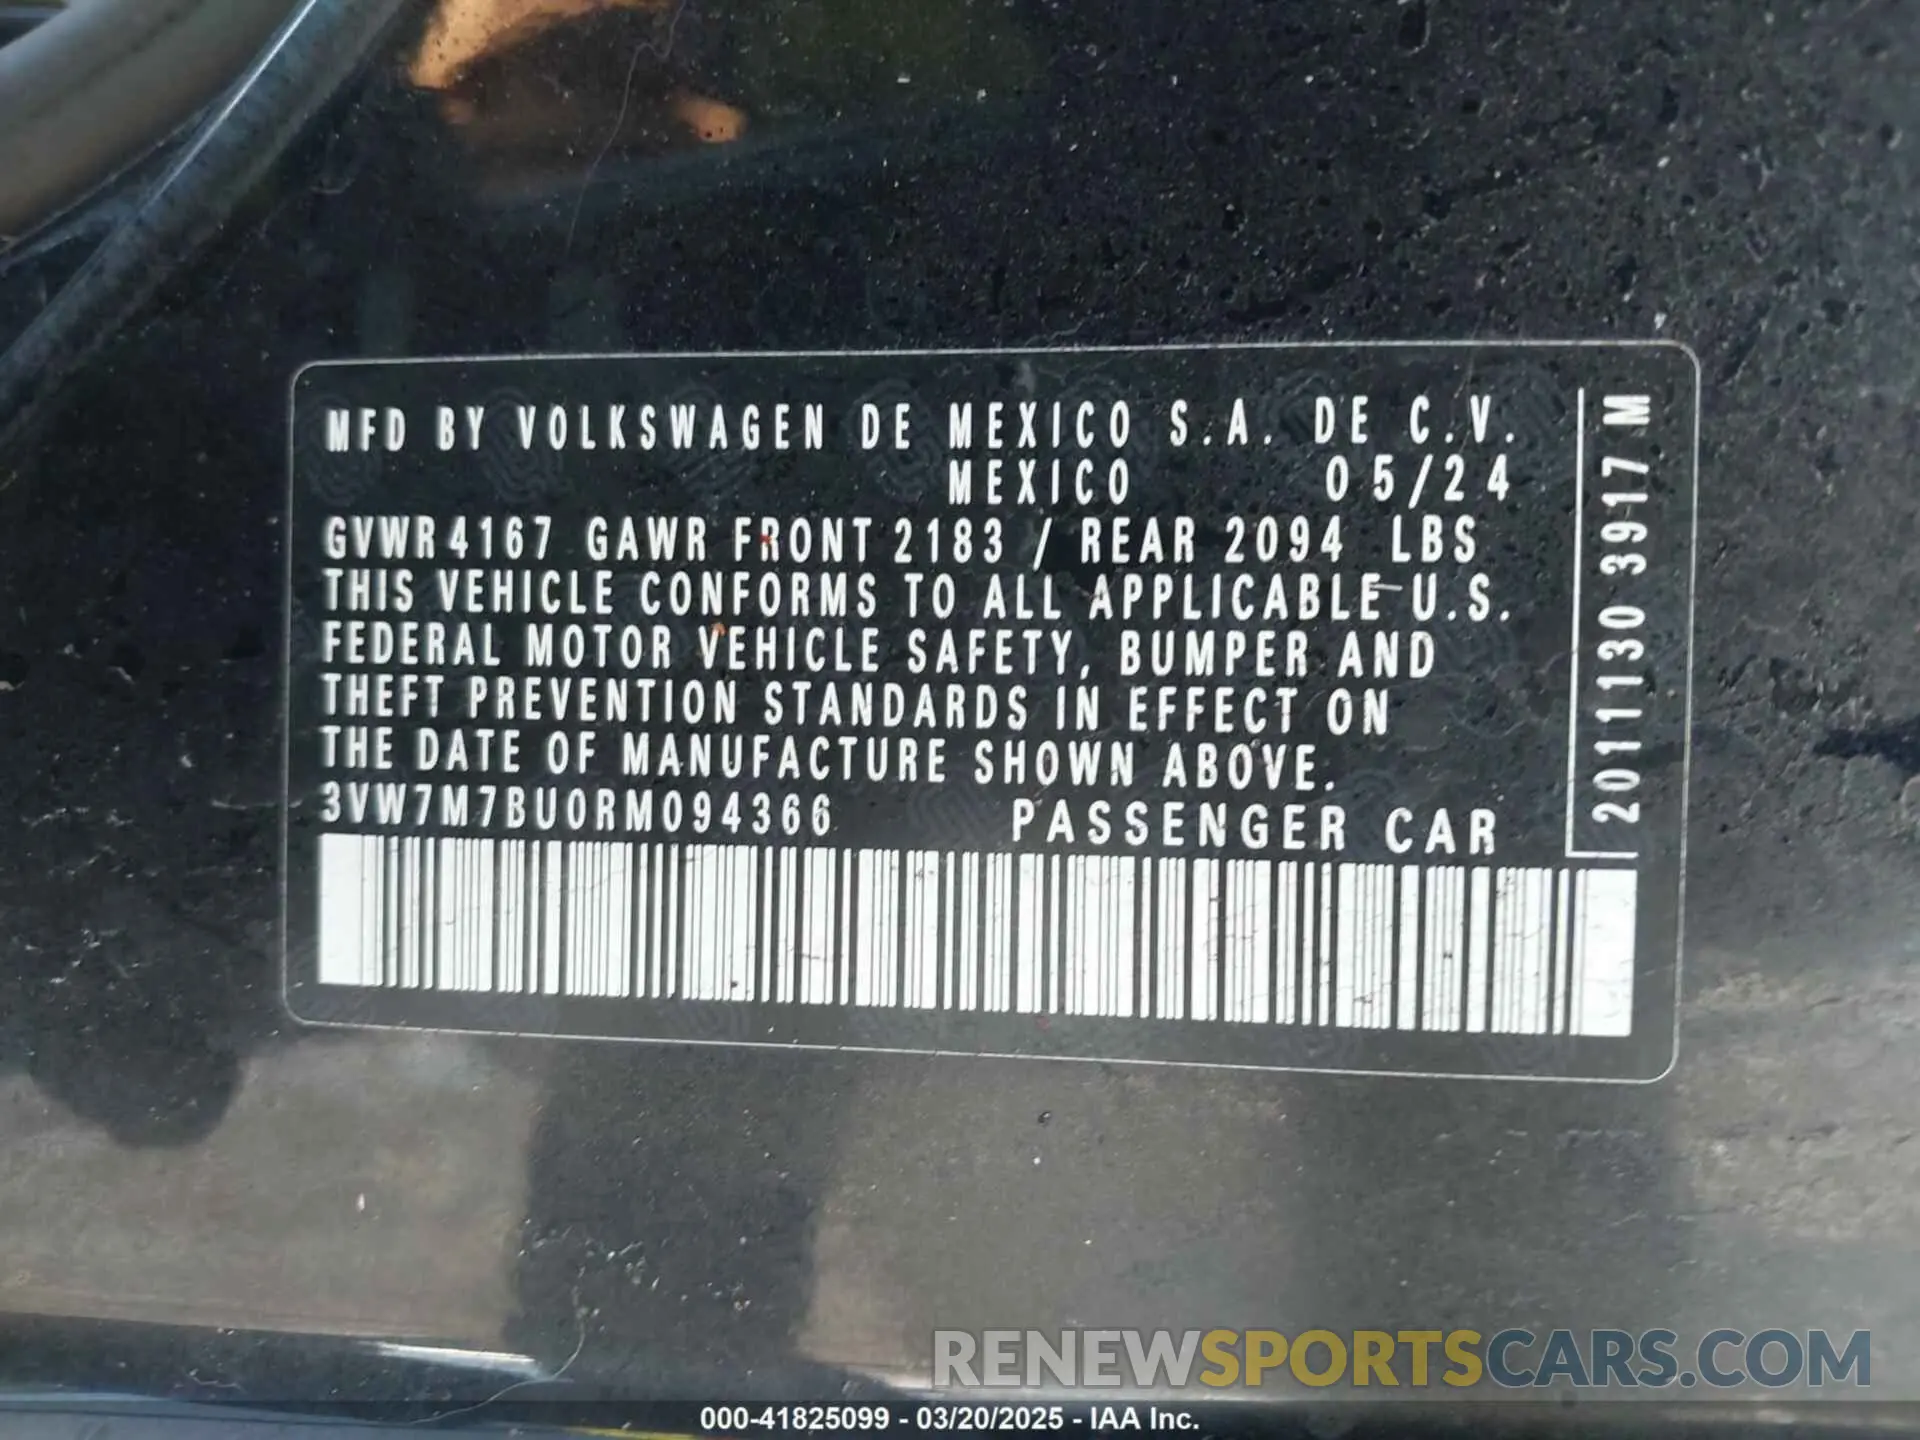 MFD BY VOLKSWAGEN DE MEXICO S.A. DE C.V.
MEXICO 05/24
GVWR 4167 GAWR FRONT 2183 / REAR 2094 LBS
THIS VEHICLE CONFORMS TO ALL APPLICABLE U.S.
FEDERAL MOTOR VEHICLE SAFETY, BUMPER AND
THEFT PREVENTION STANDARDS IN EFFECT ON
THE DATE OF MANUFACTURE SHOWN ABOVE.
3VW7M7BU0RM094366 PASSENGER CAR
2011130 3917 M
RENEWSPORTSCARS.COM
000-41825099 - 03/20/2025 - IAA Inc.